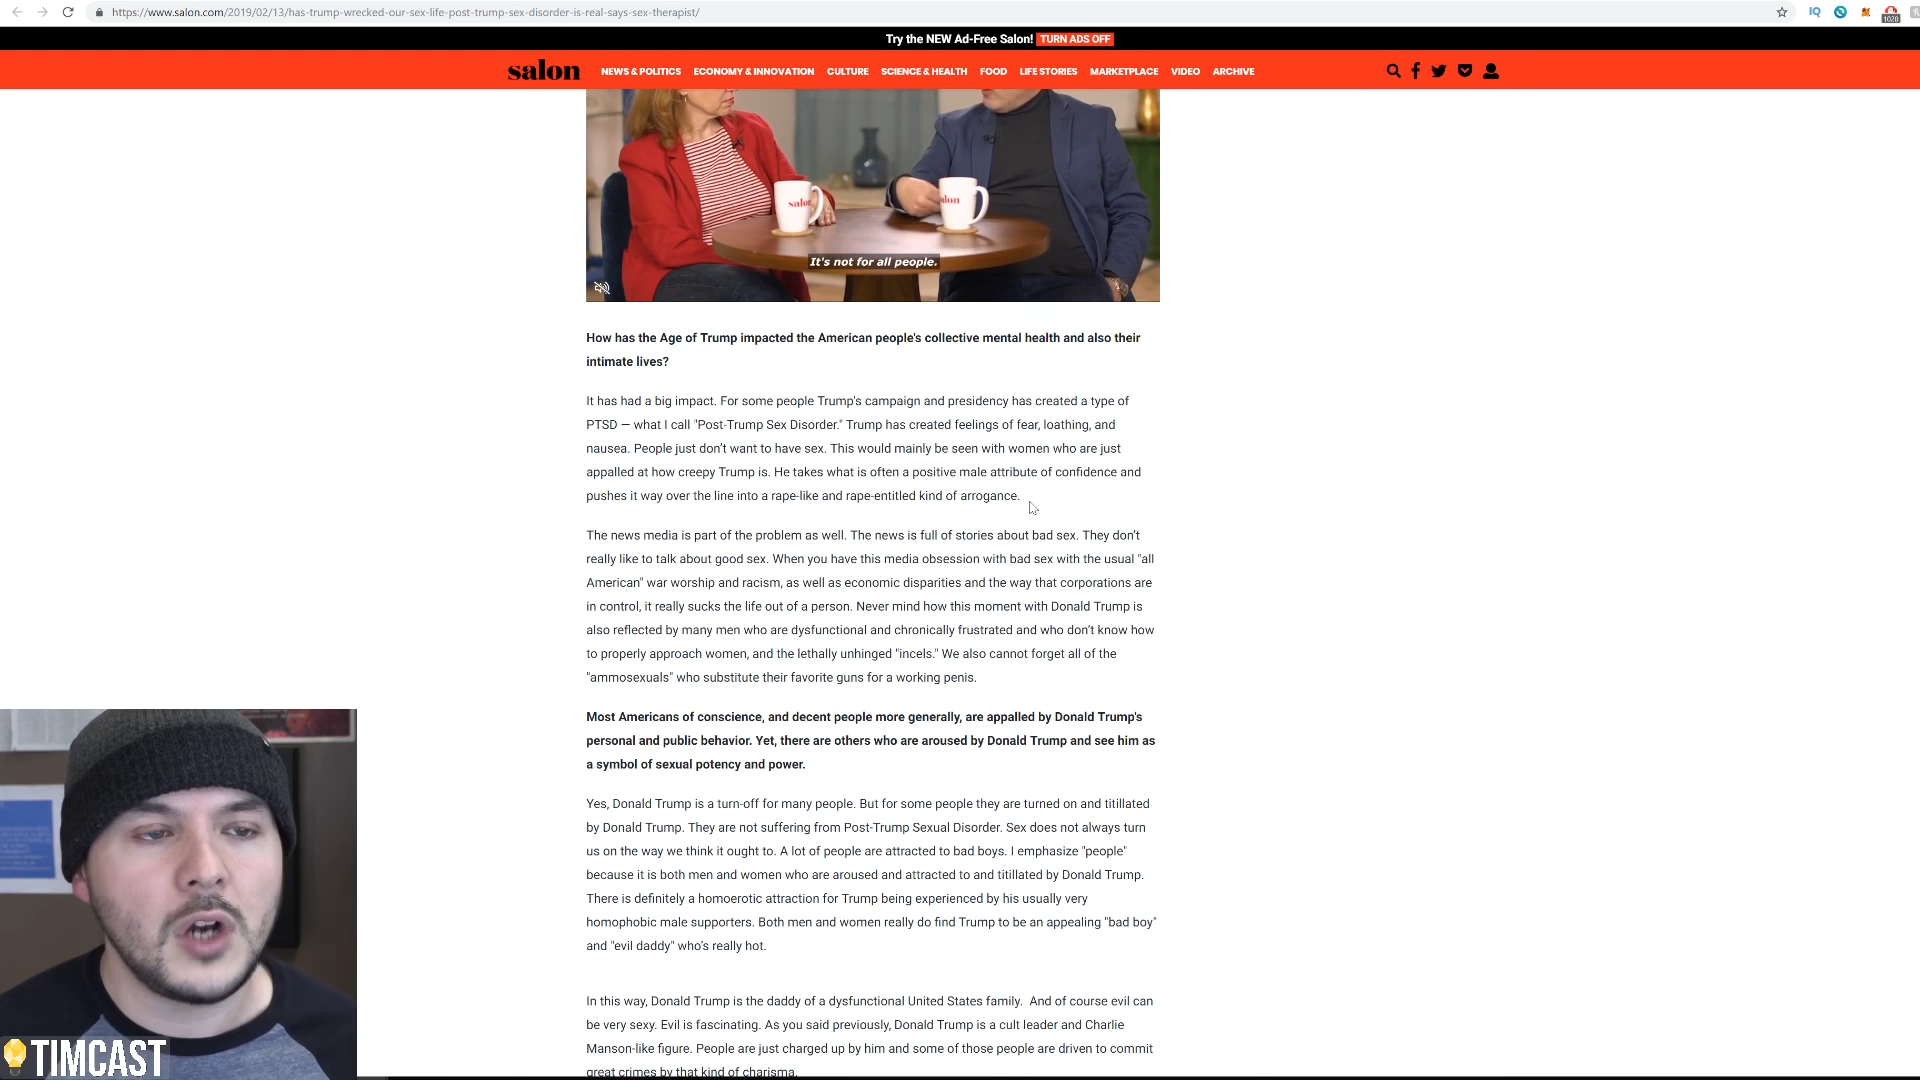 https://www.salon.com/2019/02/13/has-trump-wrecked-our-sex-life-post-trump-sex-disorder-is-real-says-sex-therapist/
IQ
1020
Try the NEW Ad-Free Salon! TURN ADS OFF
salon NEWS & POLITICS ECONOMY & INNOVATION CULTURE SCIENCE & HEALTH FOOD LIFE STORIES MARKETPLACE VIDEO ARCHIVE
salon
alon
It's not for all people.
How has the Age of Trump impacted the American people's collective mental health and also their
intimate lives?
It has had a big impact. For some people Trump's campaign and presidency has created a type of
PTSD — what I call "Post-Trump Sex Disorder." Trump has created feelings of fear, loathing, and
nausea. People just don’t want to have sex. This would mainly be seen with women who are just
appalled at how creepy Trump is. He takes what is often a positive male attribute of confidence and
pushes it way over the line into a rape-like and rape-entitled kind of arrogance.
The news media is part of the problem as well. The news is full of stories about bad sex. They don’t
really like to talk about good sex. When you have this media obsession with bad sex with the usual "all
American" war worship and racism, as well as economic disparities and the way that corporations are
in control, it really sucks the life out of a person. Never mind how this moment with Donald Trump is
also reflected by many men who are dysfunctional and chronically frustrated and who don’t know how
to properly approach women, and the lethally unhinged "incels." We also cannot forget all of the
"ammosexuals" who substitute their favorite guns for a working penis.
Most Americans of conscience, and decent people more generally, are appalled by Donald Trump's
personal and public behavior. Yet, there are others who are aroused by Donald Trump and see him as
a symbol of sexual potency and power.
Yes, Donald Trump is a turn-off for many people. But for some people they are turned on and titillated
by Donald Trump. They are not suffering from Post-Trump Sexual Disorder. Sex does not always turn
us on the way we think it ought to. A lot of people are attracted to bad boys. I emphasize "people"
because it is both men and women who are aroused and attracted to and titillated by Donald Trump.
There is definitely a homoerotic attraction for Trump being experienced by his usually very
homophobic male supporters. Both men and women really do find Trump to be an appealing "bad boy"
and "evil daddy" who’s really hot.
In this way, Donald Trump is the daddy of a dysfunctional United States family.  And of course evil can
be very sexy. Evil is fascinating. As you said previously, Donald Trump is a cult leader and Charlie
Manson-like figure. People are just charged up by him and some of those people are driven to commit
great crimes by that kind of charisma.
TIMCAST